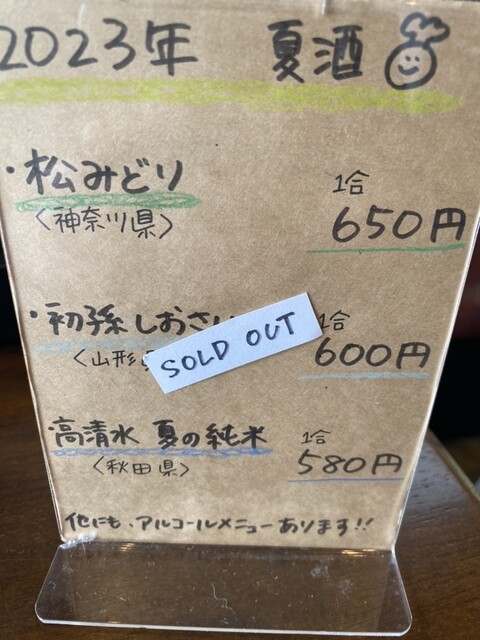 2023年 夏酒
・松みどり 1合
〈神奈川県〉 650円
・初孫 しおさい 1合
SOLD OUT
〈山形 600円
・高清水 夏の純米 1合
〈秋田県〉 580円
他にも、アルコールメニューあります!!